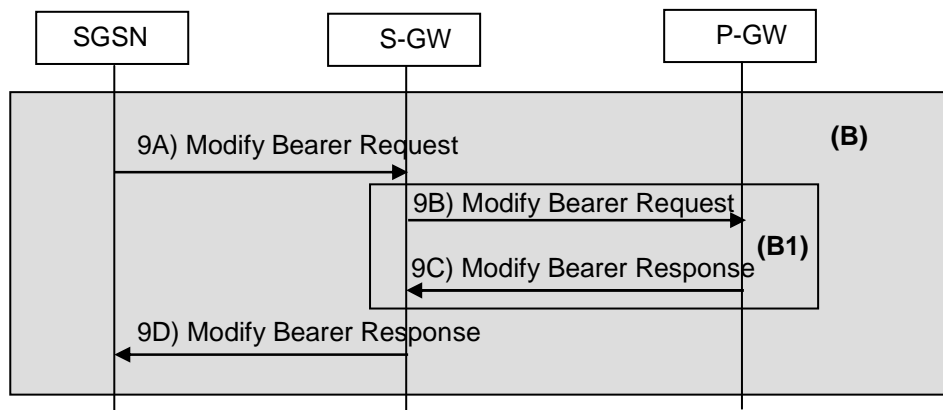 SGSN
S-GW
P-GW
(B)
9A) Modify Bearer Request
9B) Modify Bearer Request
(B1)
9C) Modify Bearer Response
9D) Modify Bearer Response